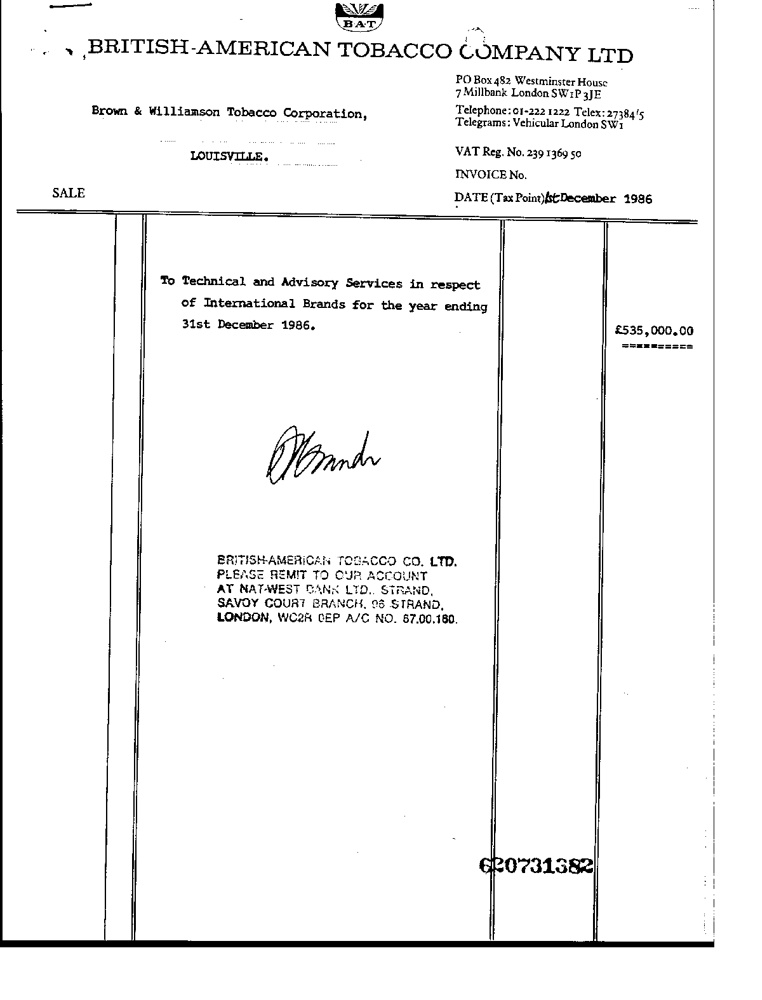 BAT
BRITISH-AMERICAN TOBACCO COMPANY LTD
PO Box 482 Westminster House
7 Millbank London SW1P 3JE
Brown & Williamson Tobacco Corporation,
Telephone: 01-222 1222 Telex: 27384/5
Telegrams: Vehicular London SW1
LOUISVILLE.
VAT Reg. No. 239 1369 50
INVOICE No.
SALE
DATE (Tax Point) 1st December 1986
To Technical and Advisory Services in respect
of International Brands for the year ending
31st December 1986.
£535,000.00
==========
BRITISH-AMERICAN TOBACCO CO. LTD.
PLEASE REMIT TO OUR ACCOUNT
AT NAT-WEST BANK LTD., STRAND,
SAVOY COURT BRANCH, 96 STRAND,
LONDON, WC2R 0EP A/C NO. 67.00.180.
620731382